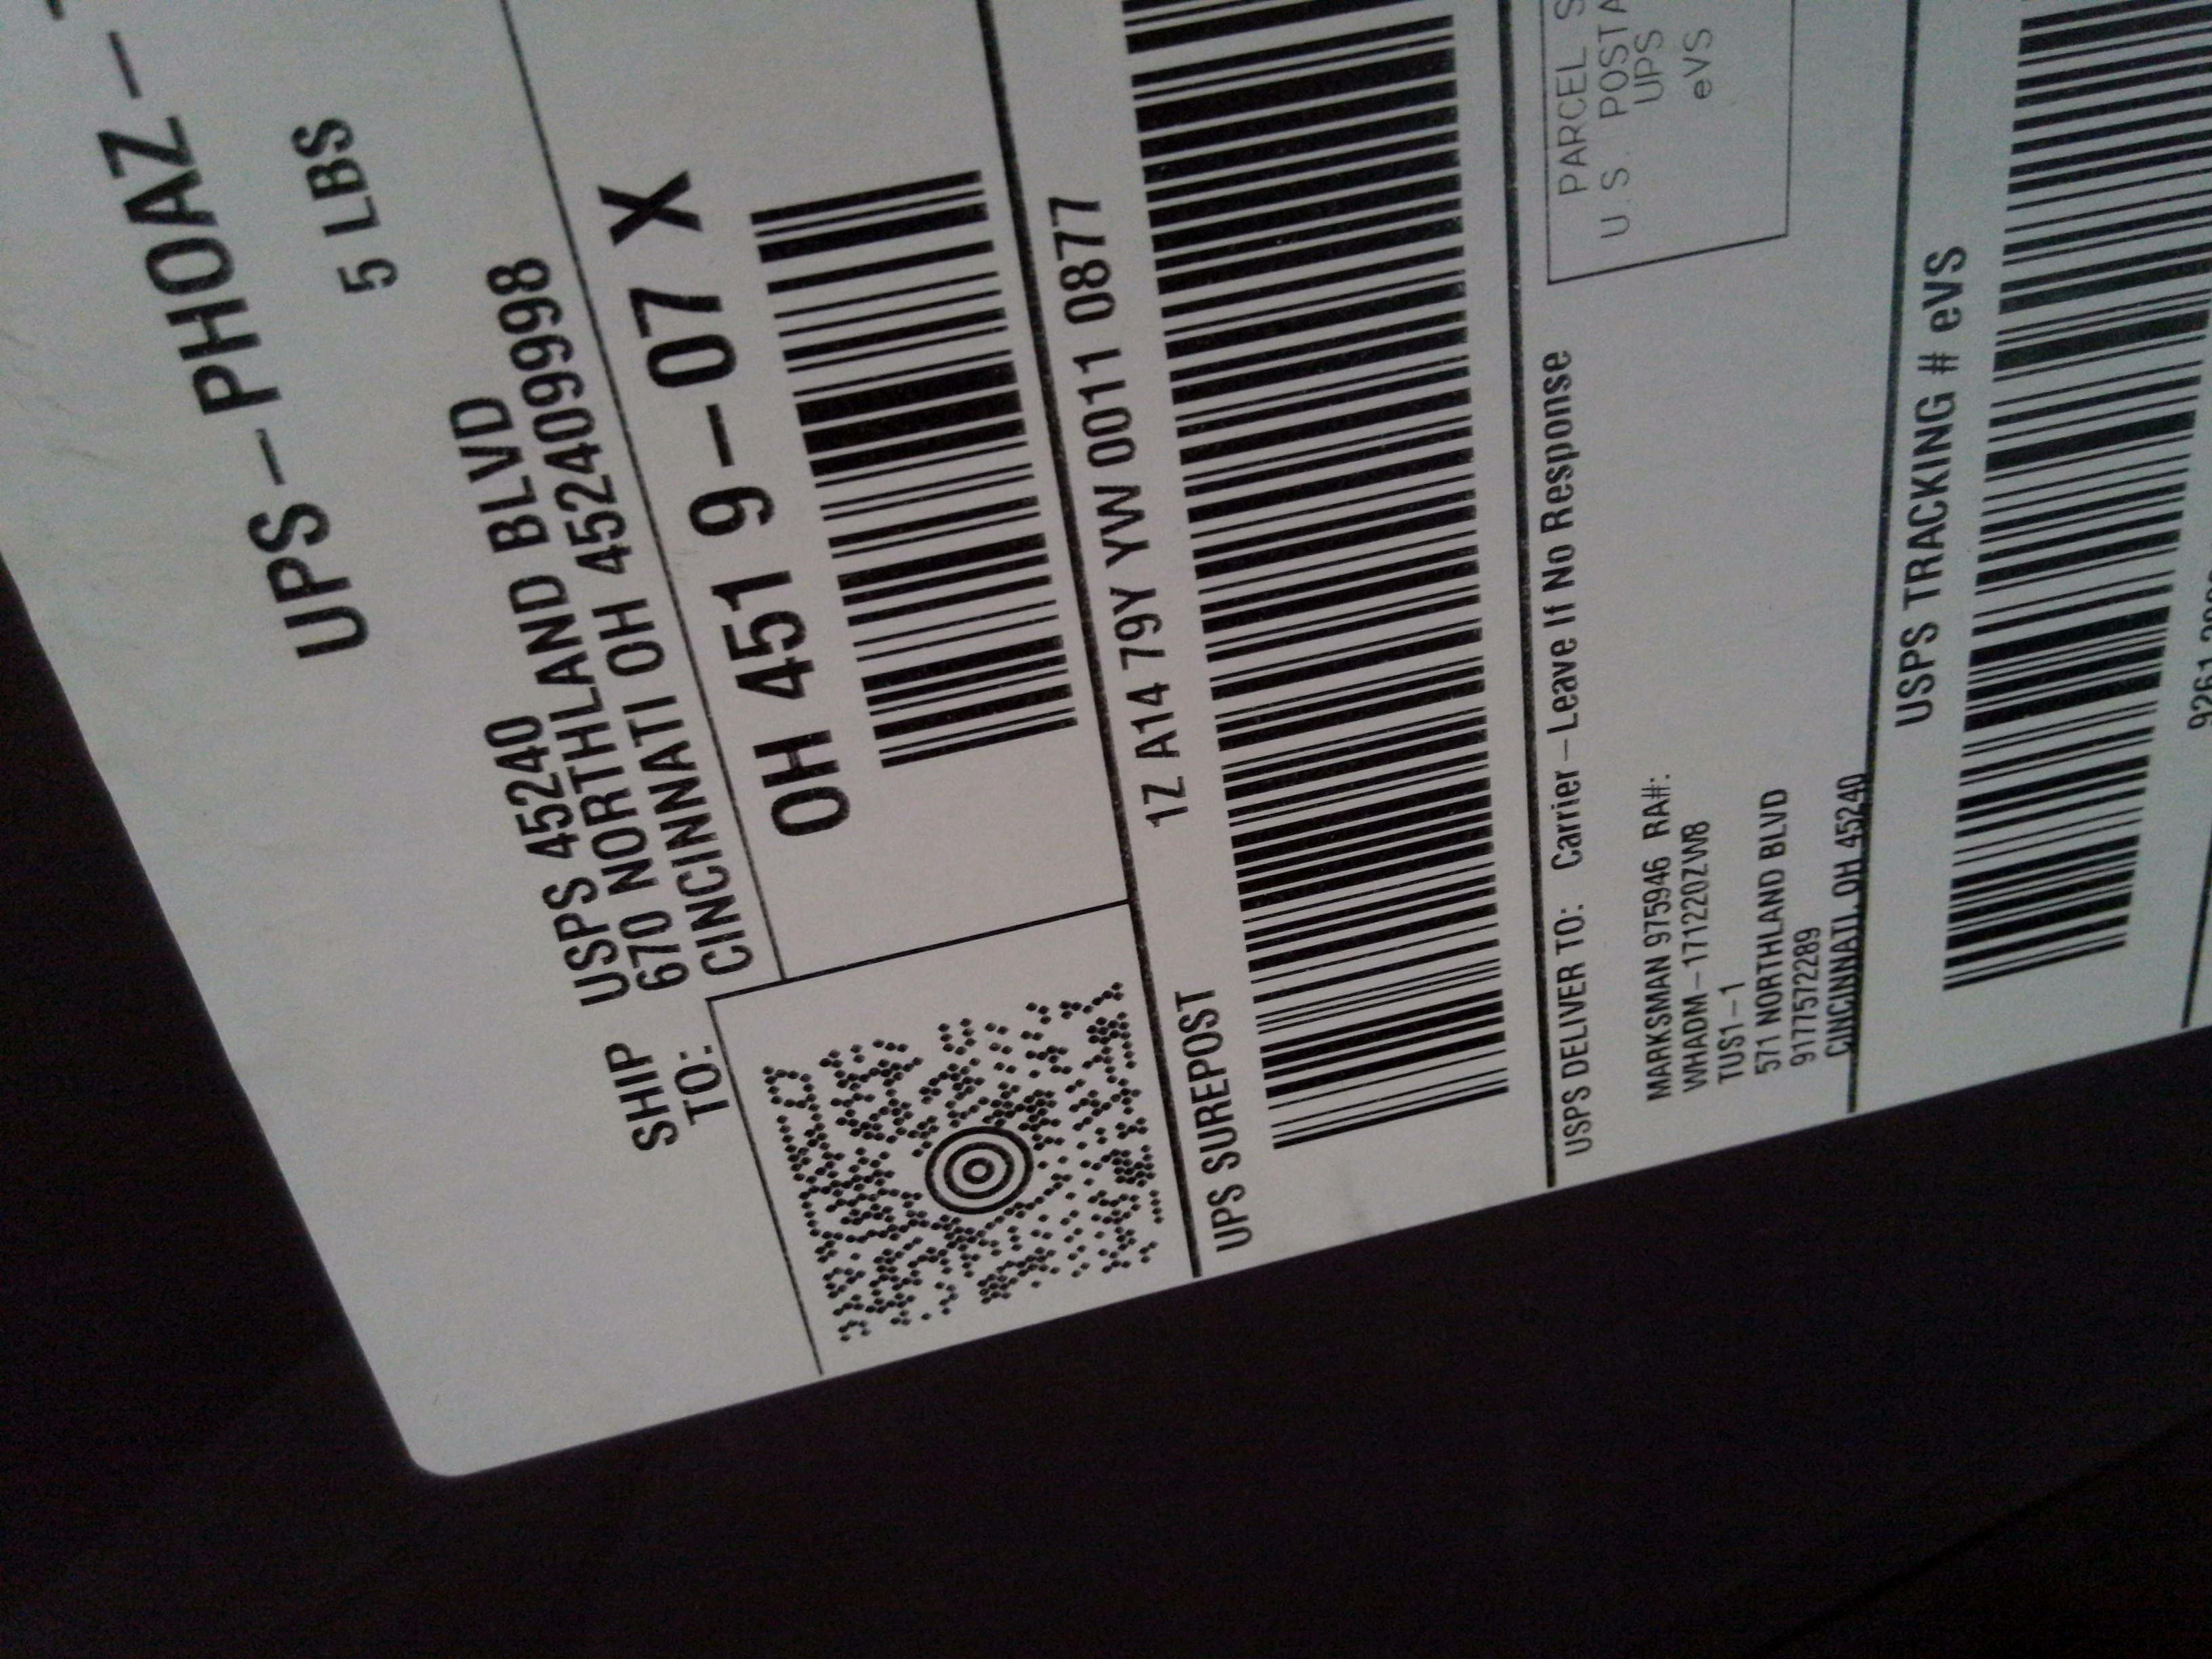 UPS-PHOAZ-
5 LBS
SHIP TO:
USPS 45240
670 NORTHLAND BLVD
CINCINNATI OH 452409998
OH 451 9-07 X
UPS SUREPOST
1Z A14 79Y YW 0011 0877
USPS DELIVER TO: Carrier-Leave If No Response
MARKSMAN 975946 RA#:
WHADM-171220ZW8
TUS1-1
571 NORTHLAND BLVD
9177572289
CINCINNATI, OH 45240
PARCEL
U.S.
UPS
eVS
USPS TRACKING # eVS
9261